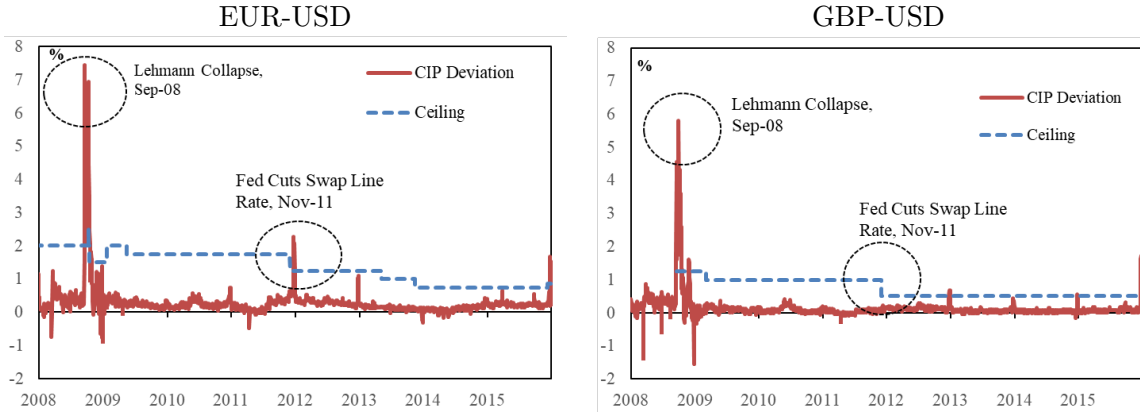 EUR-USD
8
7
6
5
4
3
2
1
0
-1
-2
%
Lehmann Collapse,
Sep-08
CIP Deviation
Ceiling
Fed Cuts Swap Line
Rate, Nov-11
2008 2009 2010 2011 2012 2013 2014 2015
GBP-USD
8
7
6
5
4
3
2
1
0
-1
-2
%
Lehmann Collapse,
Sep-08
CIP Deviation
Ceiling
Fed Cuts Swap Line
Rate, Nov-11
2008 2009 2010 2011 2012 2013 2014 2015